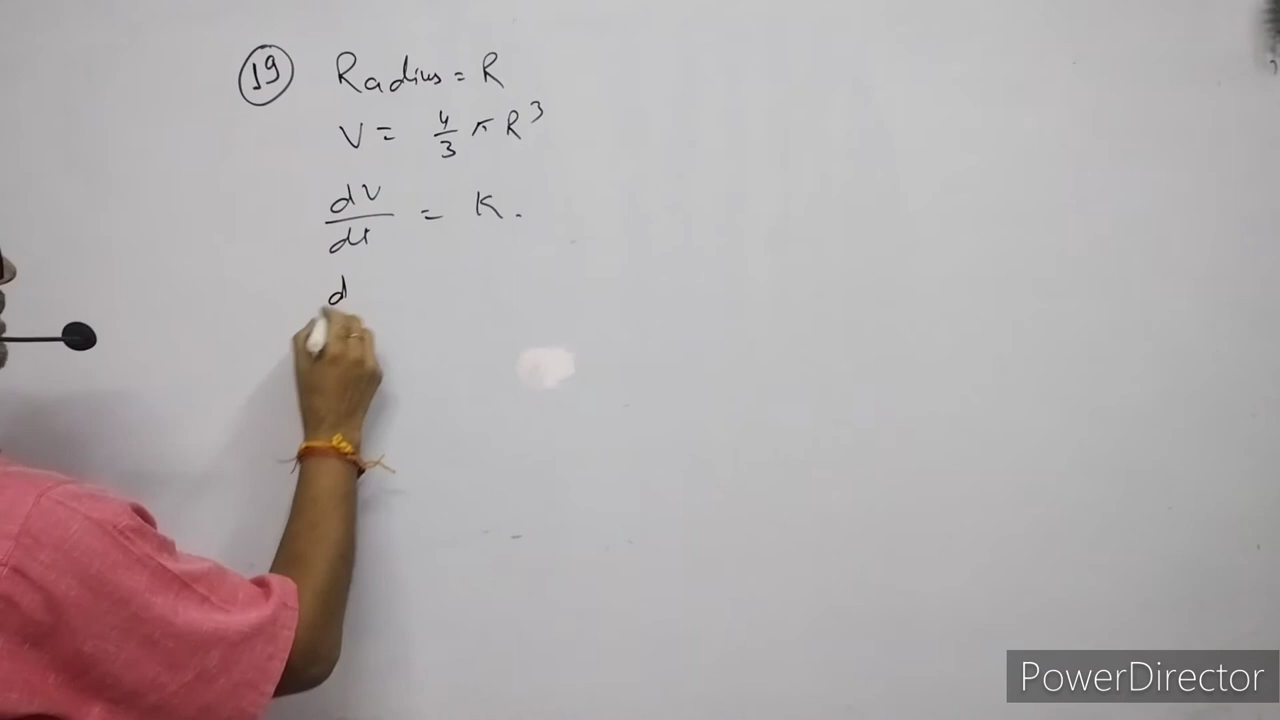 19 Radius = R
V = 4/3 π R³
dV/dt = K.
d
PowerDirector